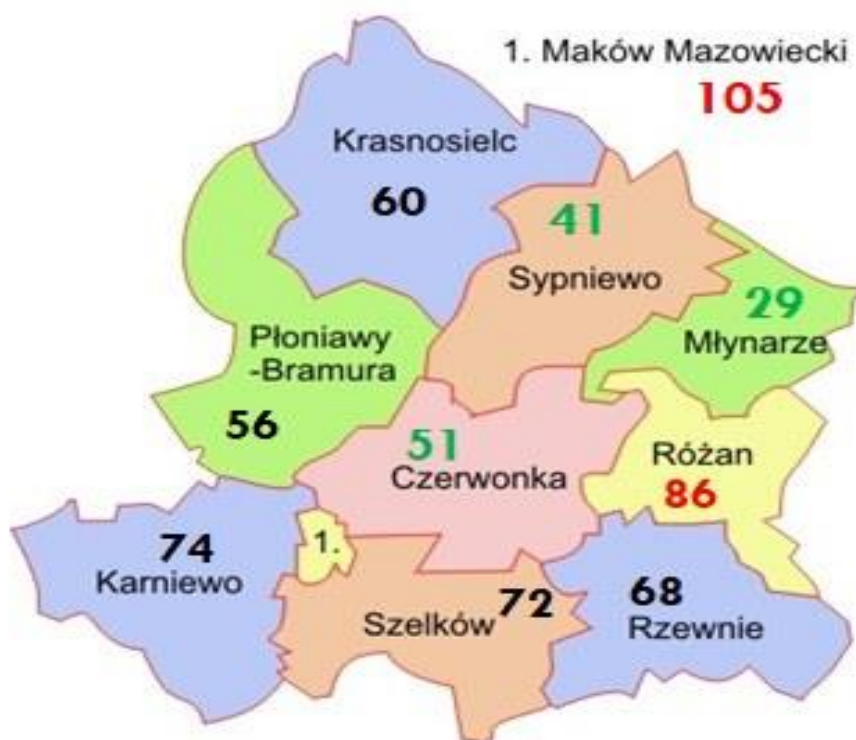 1. Maków Mazowiecki
105
Krasnosielc
60
41
Sypniewo
29
Młynarze
Płoniawy
-Bramura
56
51
Czerwonka
Różan
86
74
Karniewo
1.
Szelków
72
68
Rzewnie